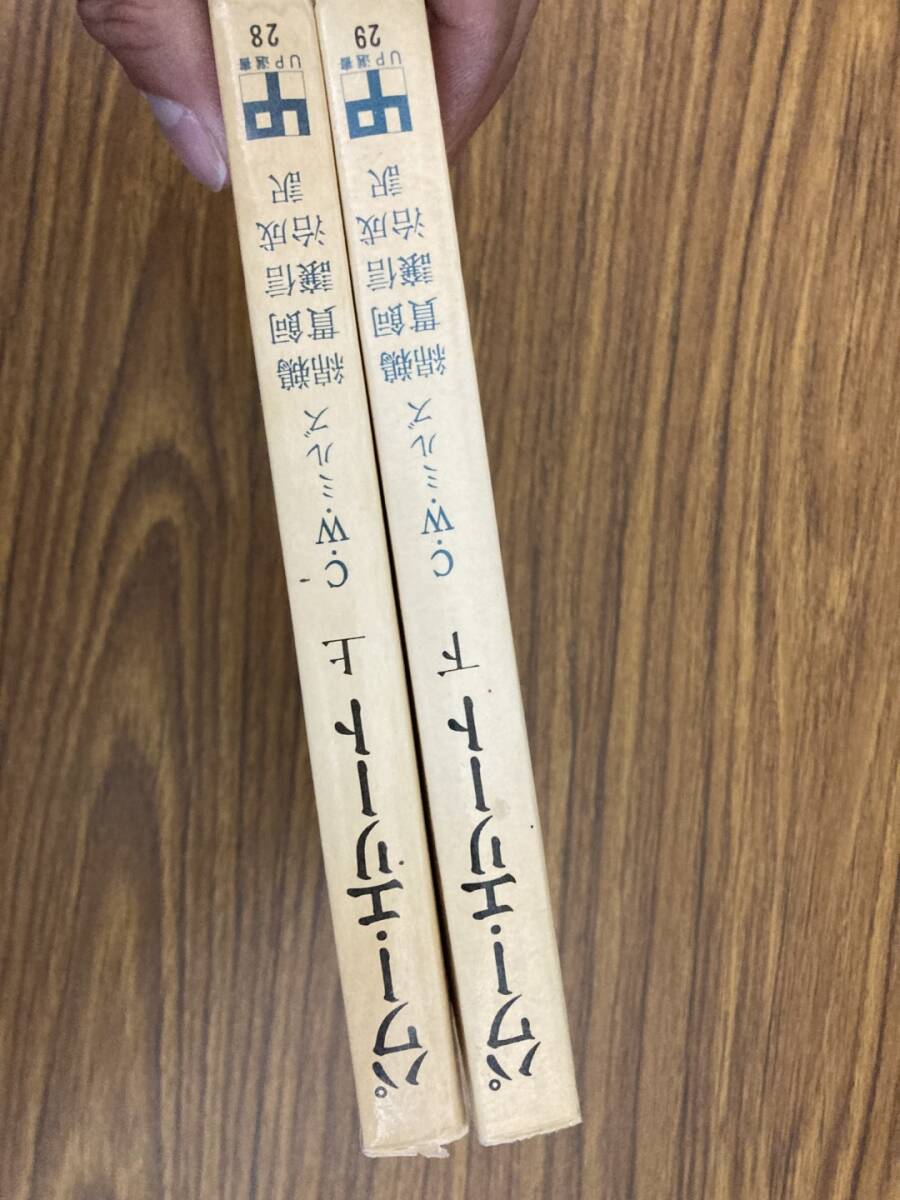 パワー・エリート 上
C・W・ミルズ
鵜飼信成
綿貫譲治 訳
UP選書
28
パワー・エリート 下
C・W・ミルズ
鵜飼信成
綿貫譲治 訳
UP選書
29